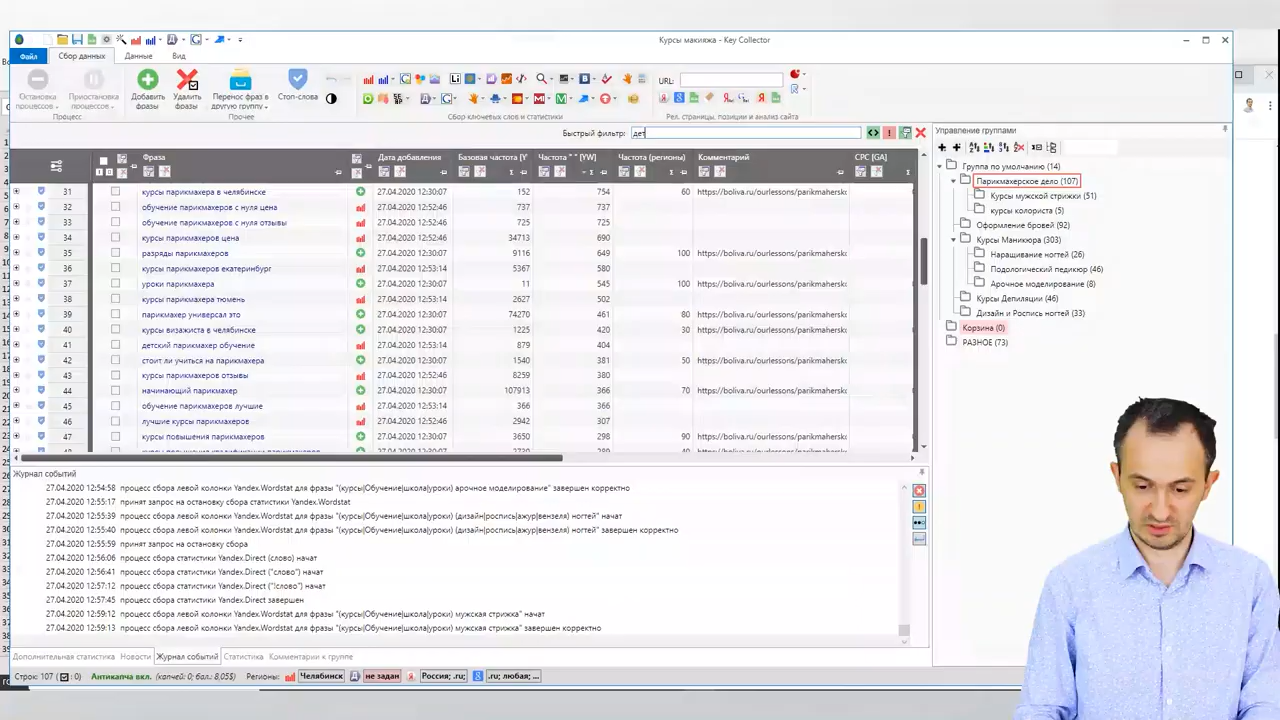 Курсы макияжа - Key Collector
Файл
Сбор данных
Данные
Вид
Остановка процессов
Приостановка процессов
Добавить фразы
Удалить фразы
Перенос фраз в другую группу
Стоп-слова
URL:
Процесс
Прочее
Сбор ключевых слов и статистики
Рел. страницы, позиции и анализ сайта
Быстрый фильтр: дет
Фраза
Дата добавления
Базовая частота [Y
Частота " " [YW]
Частота (регионы)
Комментарий
CPC [GA]
31 курсы парикмахера в челябинске 27.04.2020 12:30:07 152 754 60 https://boliva.ru/ourlessons/parikmahersko
32 обучение парикмахеров с нуля цена 27.04.2020 12:52:46 737 737
33 обучение парикмахеров с нуля отзывы 27.04.2020 12:52:46 725 725
34 курсы парикмахеров цена 27.04.2020 12:52:46 34713 690
35 разряды парикмахеров 27.04.2020 12:30:07 9116 649 100 https://boliva.ru/ourlessons/parikmahersko
36 курсы парикмахеров екатеринбург 27.04.2020 12:52:46 5367 580
37 уроки парикмахера 27.04.2020 12:30:07 11 545 100 https://boliva.ru/ourlessons/parikmahersko
38 курсы парикмахера тюмень 27.04.2020 12:53:14 2627 502
39 парикмахер универсал это 27.04.2020 12:30:07 74270 461 80 https://boliva.ru/ourlessons/parikmahersko
40 курсы визажиста в челябинске 27.04.2020 12:30:07 1225 420 30 https://boliva.ru/ourlessons/parikmahersko
41 детский парикмахер обучение 27.04.2020 12:53:14 879 404
42 стоит ли учиться на парикмахера 27.04.2020 12:30:07 1540 381 50 https://boliva.ru/ourlessons/parikmahersko
43 курсы парикмахеров отзывы 27.04.2020 12:52:46 8259 380
44 начинающий парикмахер 27.04.2020 12:30:07 107913 366 70 https://boliva.ru/ourlessons/parikmahersko
45 обучение парикмахеров лучшие 27.04.2020 12:53:14 366 366
46 лучшие курсы парикмахеров 27.04.2020 12:52:46 2942 307
47 курсы повышения парикмахеров 27.04.2020 12:30:07 3650 298 90 https://boliva.ru/ourlessons/parikmahersko
Управление группами
Группа по умолчанию (14)
Парикмахерское дело (107)
Курсы мужской стрижки (51)
курсы колориста (5)
Оформление бровей (92)
Курсы Маникюра (303)
Наращивание ногтей (26)
Подологический педикюр (46)
Арочное моделирование (8)
Курсы Депиляции (46)
Дизайн и Роспись ногтей (33)
Корзина (0)
РАЗНОЕ (73)
Журнал событий
27.04.2020 12:54:58 процесс сбора левой колонки Yandex.Wordstat для фразы "(курсы|Обучение|школа|уроки) арочное моделирование" завершен корректно
27.04.2020 12:55:17 принят запрос на остановку сбора статистики Yandex.Wordstat
27.04.2020 12:55:39 процесс сбора левой колонки Yandex.Wordstat для фразы "(курсы|Обучение|школа|уроки) (дизайн|роспись|ажур|вензеля) ногтей" начат
27.04.2020 12:55:40 процесс сбора левой колонки Yandex.Wordstat для фразы "(курсы|Обучение|школа|уроки) (дизайн|роспись|ажур|вензеля) ногтей" завершен корректно
27.04.2020 12:55:59 принят запрос на остановку сбора
27.04.2020 12:56:06 процесс сбора статистики Yandex.Direct (слово) начат
27.04.2020 12:56:41 процесс сбора статистики Yandex.Direct ("слово") начат
27.04.2020 12:57:12 процесс сбора статистики Yandex.Direct ("!слово") начат
27.04.2020 12:57:45 процесс сбора статистики Yandex.Direct завершен
27.04.2020 12:59:12 процесс сбора левой колонки Yandex.Wordstat для фразы "(курсы|Обучение|школа|уроки) мужская стрижка" начат
27.04.2020 12:59:13 процесс сбора левой колонки Yandex.Wordstat для фразы "(курсы|Обучение|школа|уроки) мужская стрижка" завершен корректно
Дополнительная статистика Новости Журнал событий Статистика Комментарии к группе
Строк: 107 ( : 0) Антикапча вкл. (капчей: 0; бал.: 8,05$) Регионы: Челябинск не задан Россия; .ru; .ru; любая; ...